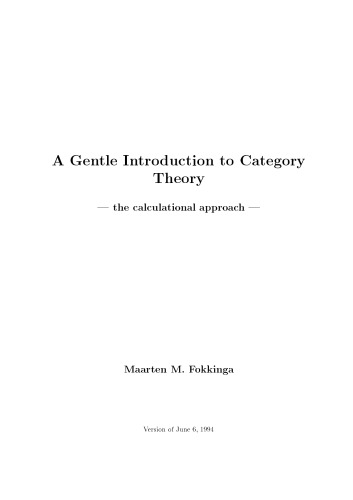 A Gentle Introduction to Category
Theory
— the calculational approach —
Maarten M. Fokkinga
Version of June 6, 1994